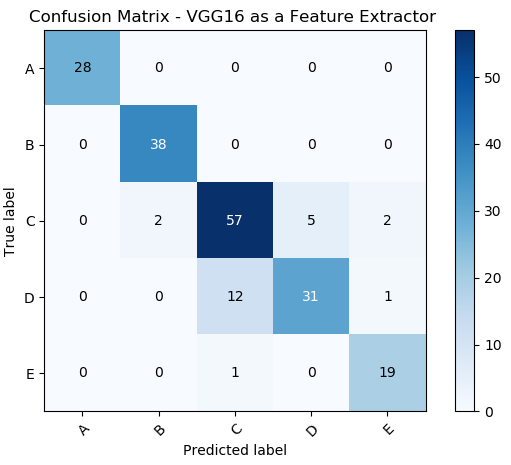 Confusion Matrix - VGG16 as a Feature Extractor
A 28 0 0 0 0
B 0 38 0 0 0
C 0 2 57 5 2
D 0 0 12 31 1
E 0 0 1 0 19
A B C D E
True label
Predicted label
50
40
30
20
10
0